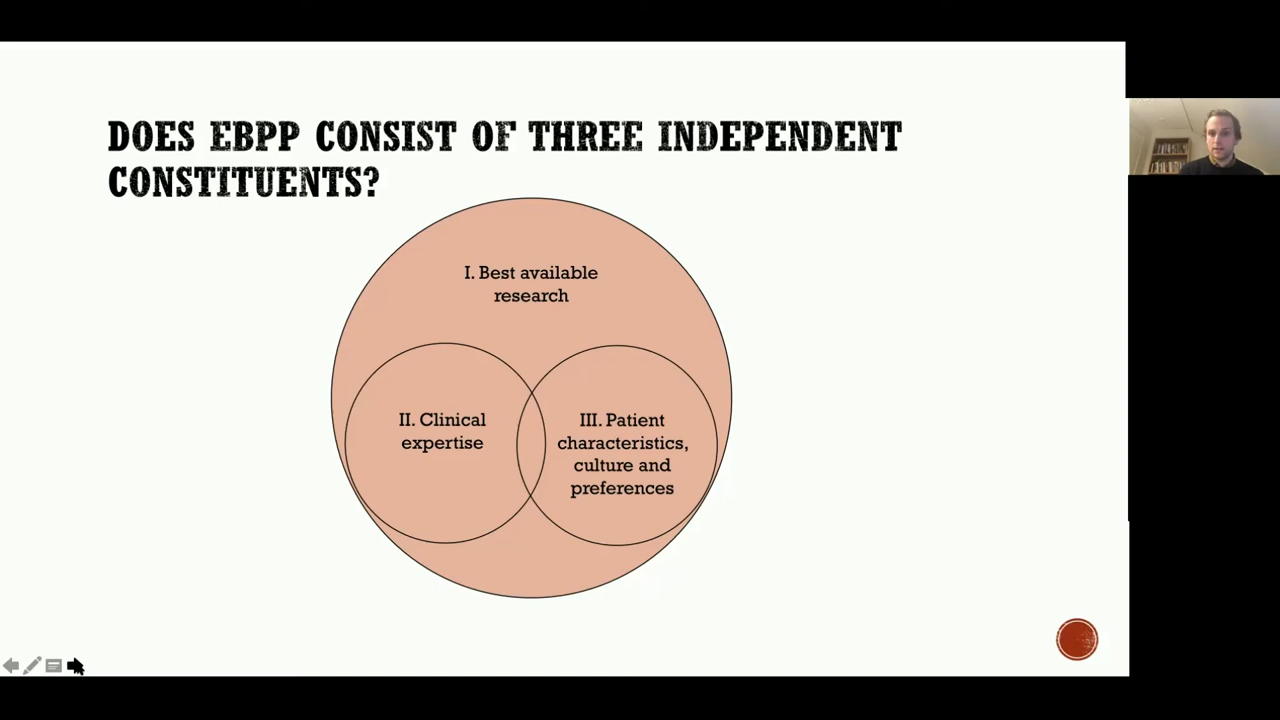 DOES EBPP CONSIST OF THREE INDEPENDENT
CONSTITUENTS?
I. Best available
research
II. Clinical
expertise
III. Patient
characteristics,
culture and
preferences